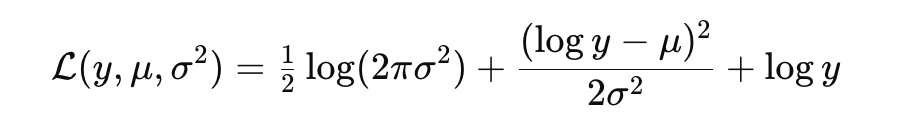 ℒ(y, μ, σ²) = ½ log(2πσ²) + (log y − μ)² / 2σ² + log y